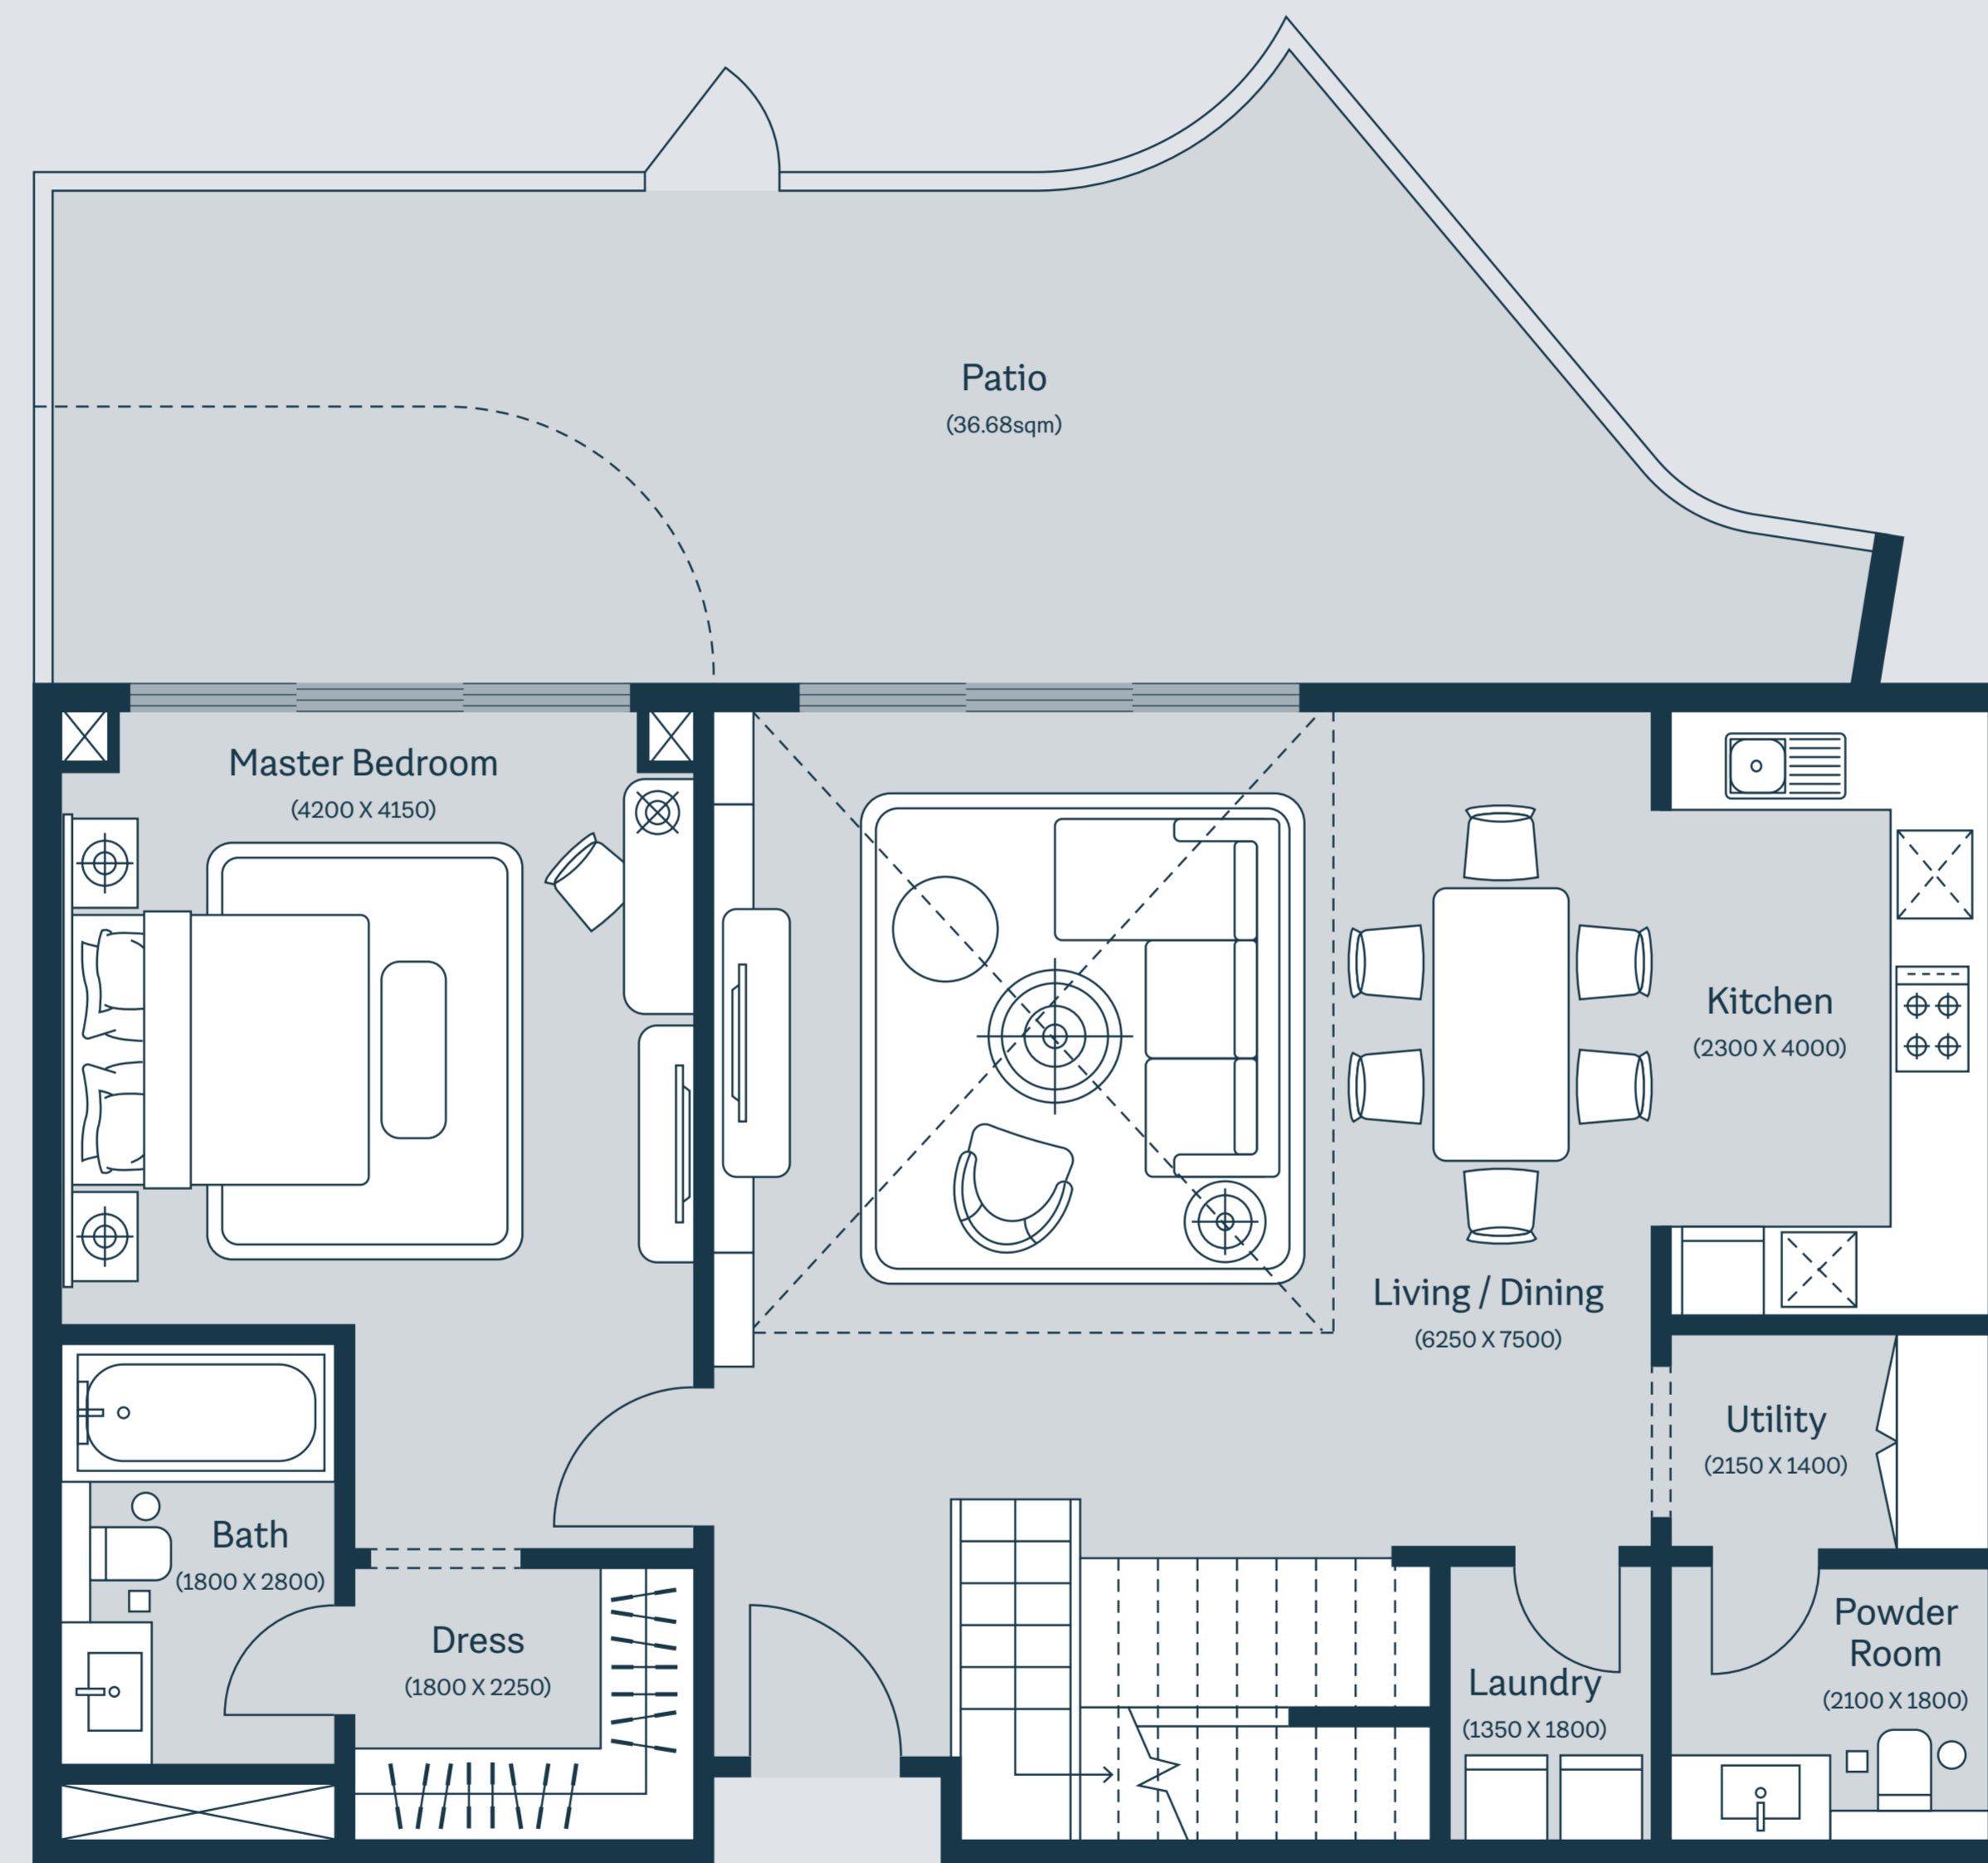 Patio
(36.68sqm)
Master Bedroom
(4200 X 4150)
Kitchen
(2300 X 4000)
Living / Dining
(6250 X 7500)
Utility
(2150 X 1400)
Bath
(1800 X 2800)
Dress
(1800 X 2250)
Laundry
(1350 X 1800)
Powder
Room
(2100 X 1800)